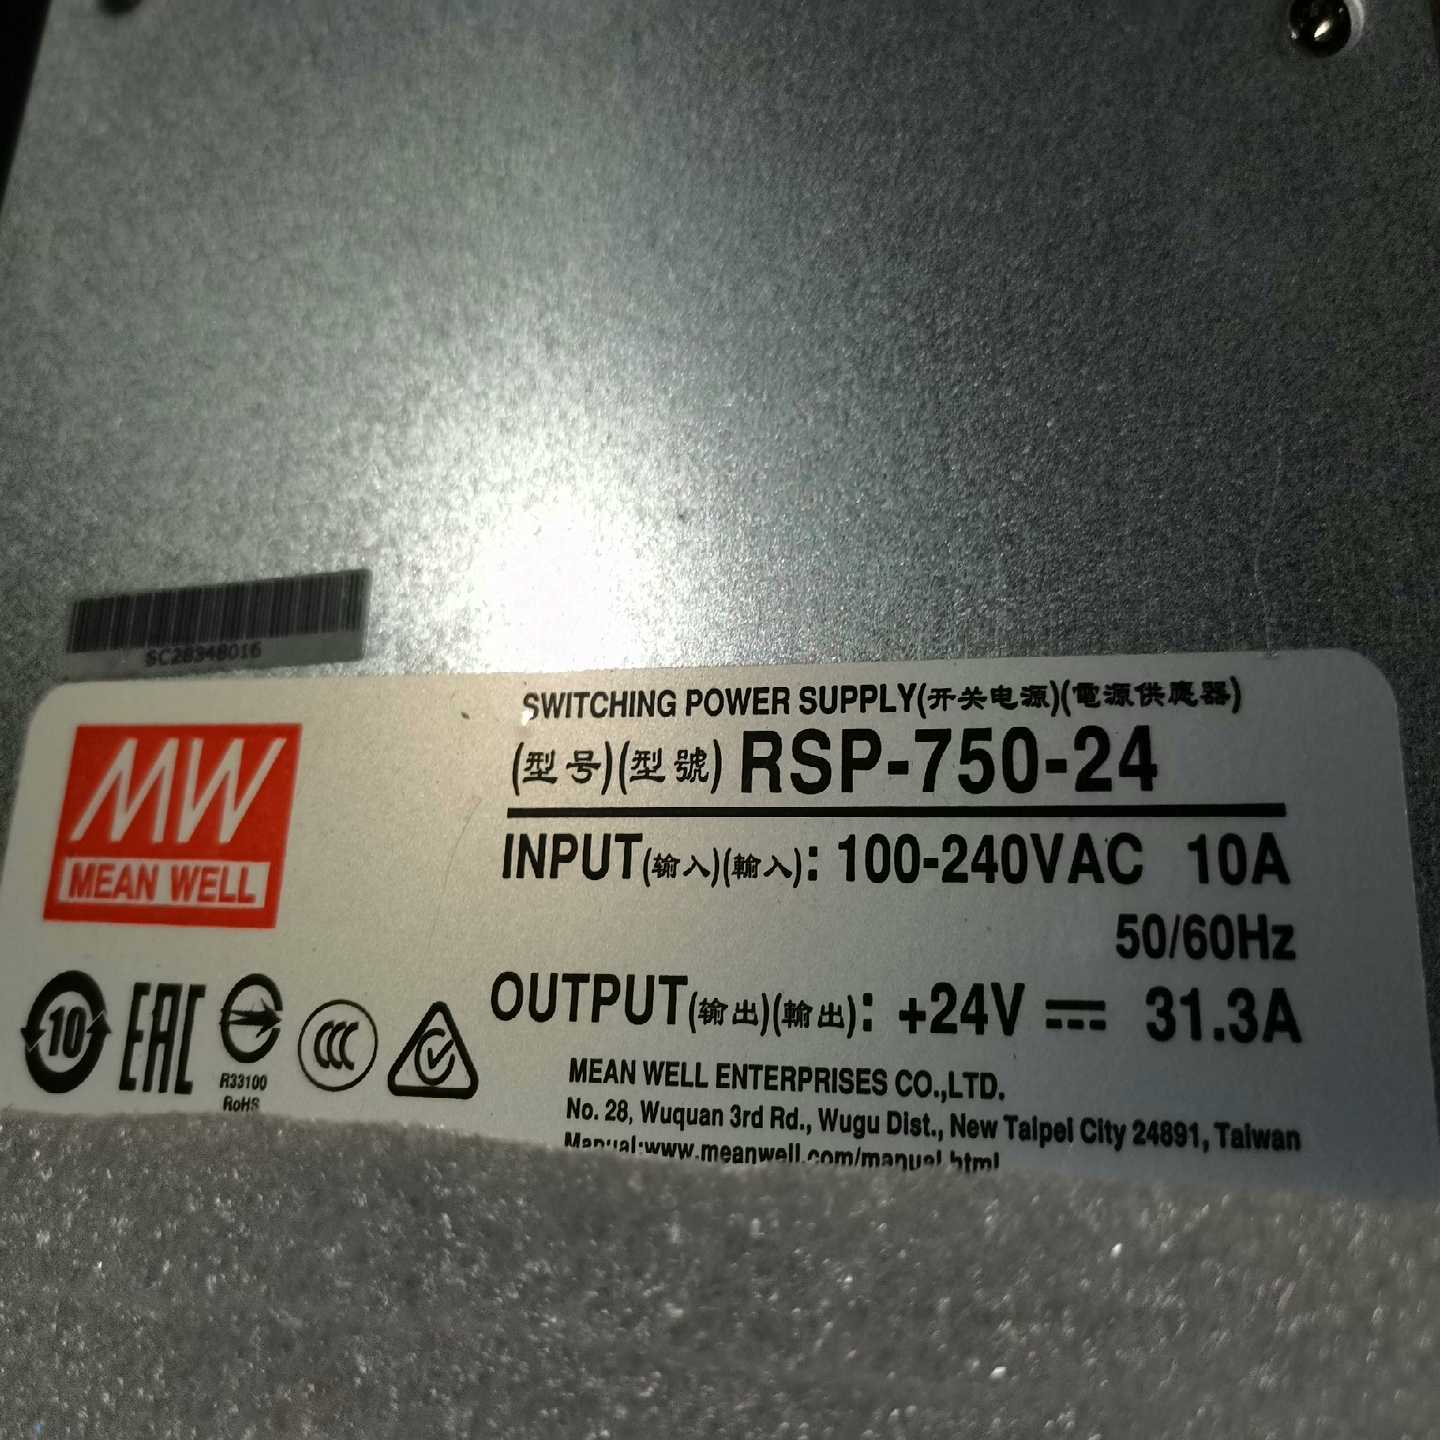 SC28348016
SWITCHING POWER SUPPLY(开关电源)(電源供應器)
(型号)(型號) RSP-750-24
MW
MEAN WELL
INPUT(输入)(輸入): 100-240VAC 10A
50/60Hz
OUTPUT(输出)(輸出): +24V 31.3A
10
EAC
R33100
RoHS
CCC
MEAN WELL ENTERPRISES CO.,LTD.
No. 28, Wuquan 3rd Rd., Wugu Dist., New Taipei City 24891, Taiwan
Manual:www.meanwell.com/manual.html